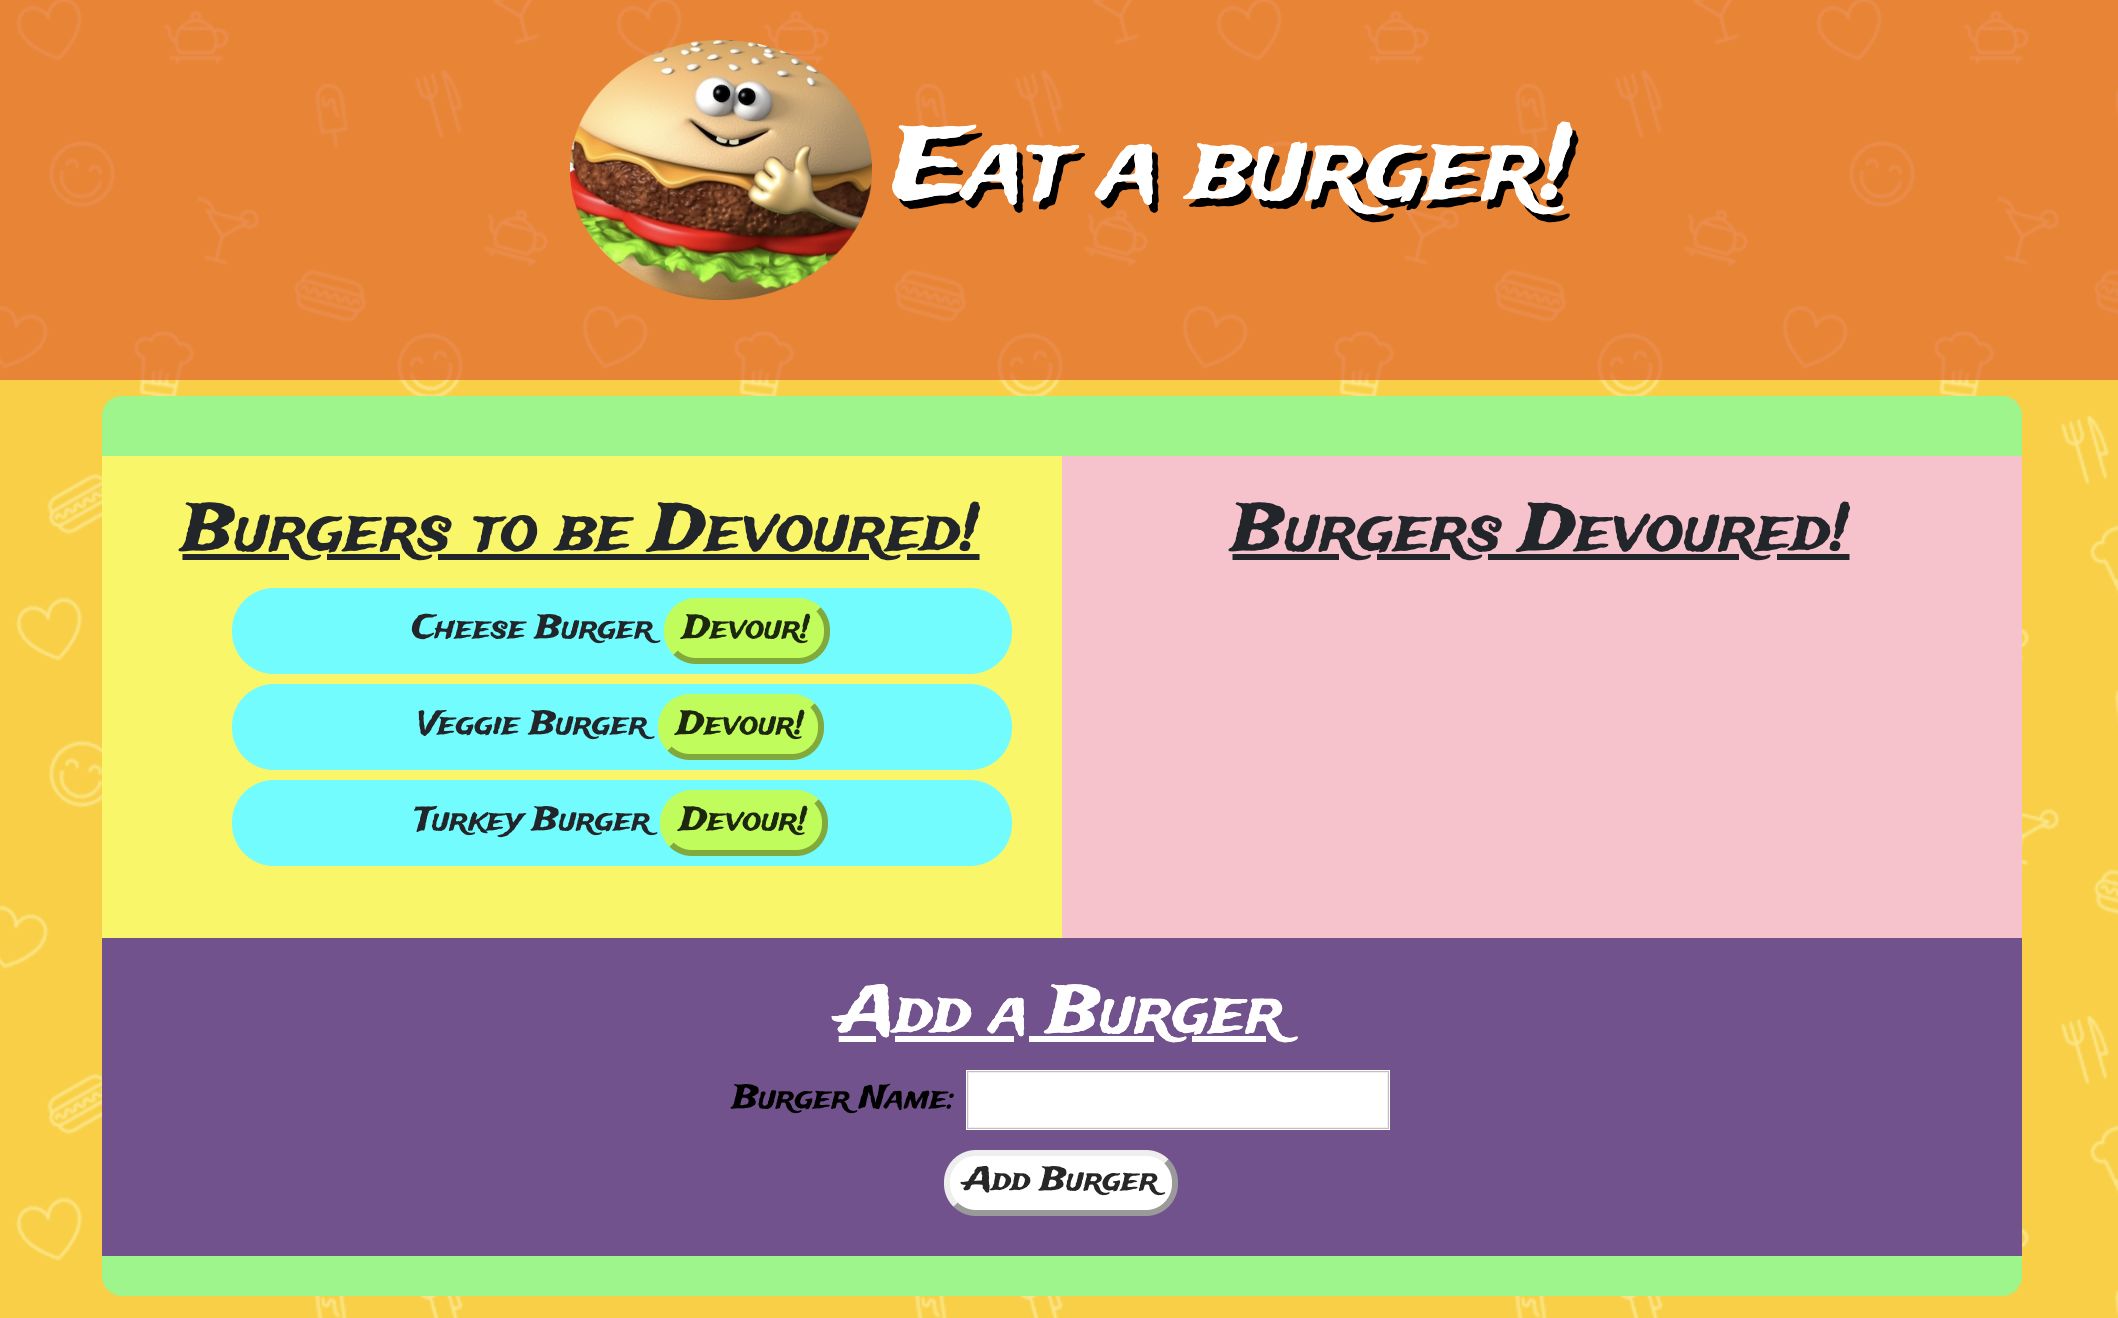 Eat a burger!
Burgers to be Devoured!
Cheese Burger Devour!
Veggie Burger Devour!
Turkey Burger Devour!
Burgers Devoured!
Add a Burger
Burger Name:
Add Burger